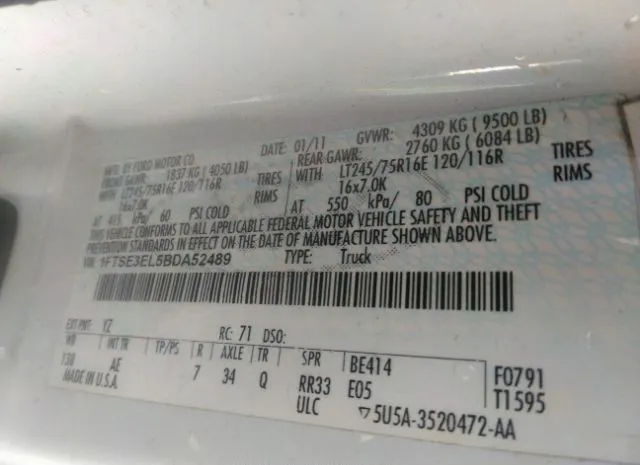 MFD. BY FORD MOTOR CO.
DATE: 01/11 GVWR: 4309 KG ( 9500 LB)
FRONT GAWR: 1837 KG ( 4050 LB) REAR GAWR: 2760 KG ( 6084 LB)
WITH LT245/75R16E 120/116R TIRES WITH LT245/75R16E 120/116R TIRES
16x7.0K RIMS 16x7.0K RIMS
AT kPa/ 60 PSI COLD AT 550 kPa/ 80 PSI COLD
THIS VEHICLE CONFORMS TO ALL APPLICABLE FEDERAL MOTOR VEHICLE SAFETY AND THEFT
PREVENTION STANDARDS IN EFFECT ON THE DATE OF MANUFACTURE SHOWN ABOVE.
VIN: 1FTSE3EL5BDA52489 TYPE: Truck
EXT PNT: YZ RC: 71 DSO:
WB INT TR TP/PS R AXLE TR SPR BE414 F0791
138 AE 7 34 Q RR33 E05 T1595
MADE IN U.S.A. ULC ▽5U5A-3520472-AA